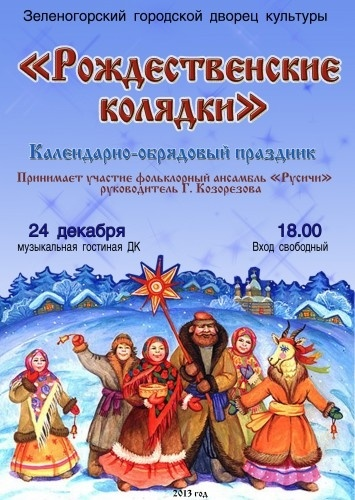 Зеленогорский городской дворец культуры
«Рождественские
колядки»
Календарно-обрядовый праздник
Принимает участие фольклорный ансамбль «Русичи»
руководитель Г. Козорезова
24 декабря
музыкальная гостиная ДК
18.00
Вход свободный
2013 год